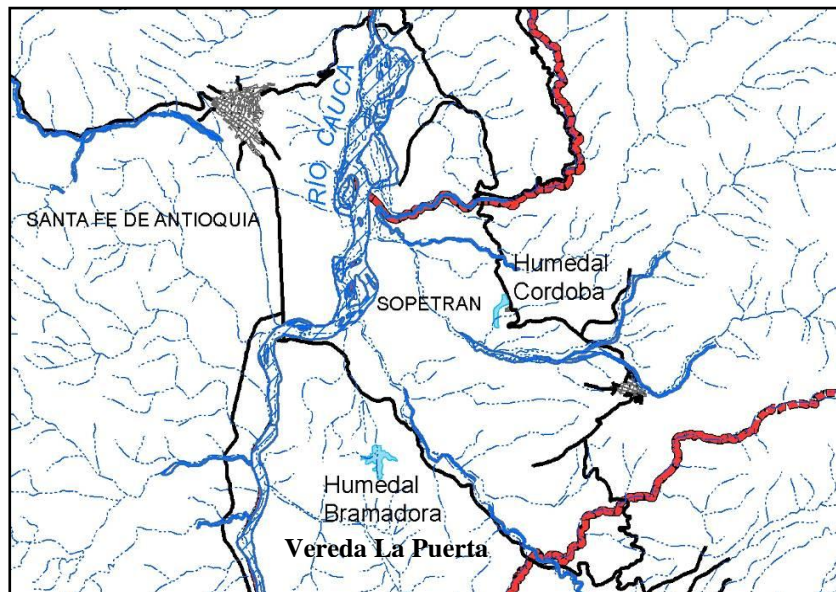 RIO CAUCA
SANTA FE DE ANTIOQUIA
Humedal
Cordoba
SOPETRAN
Humedal
Bramadora
Vereda La Puerta